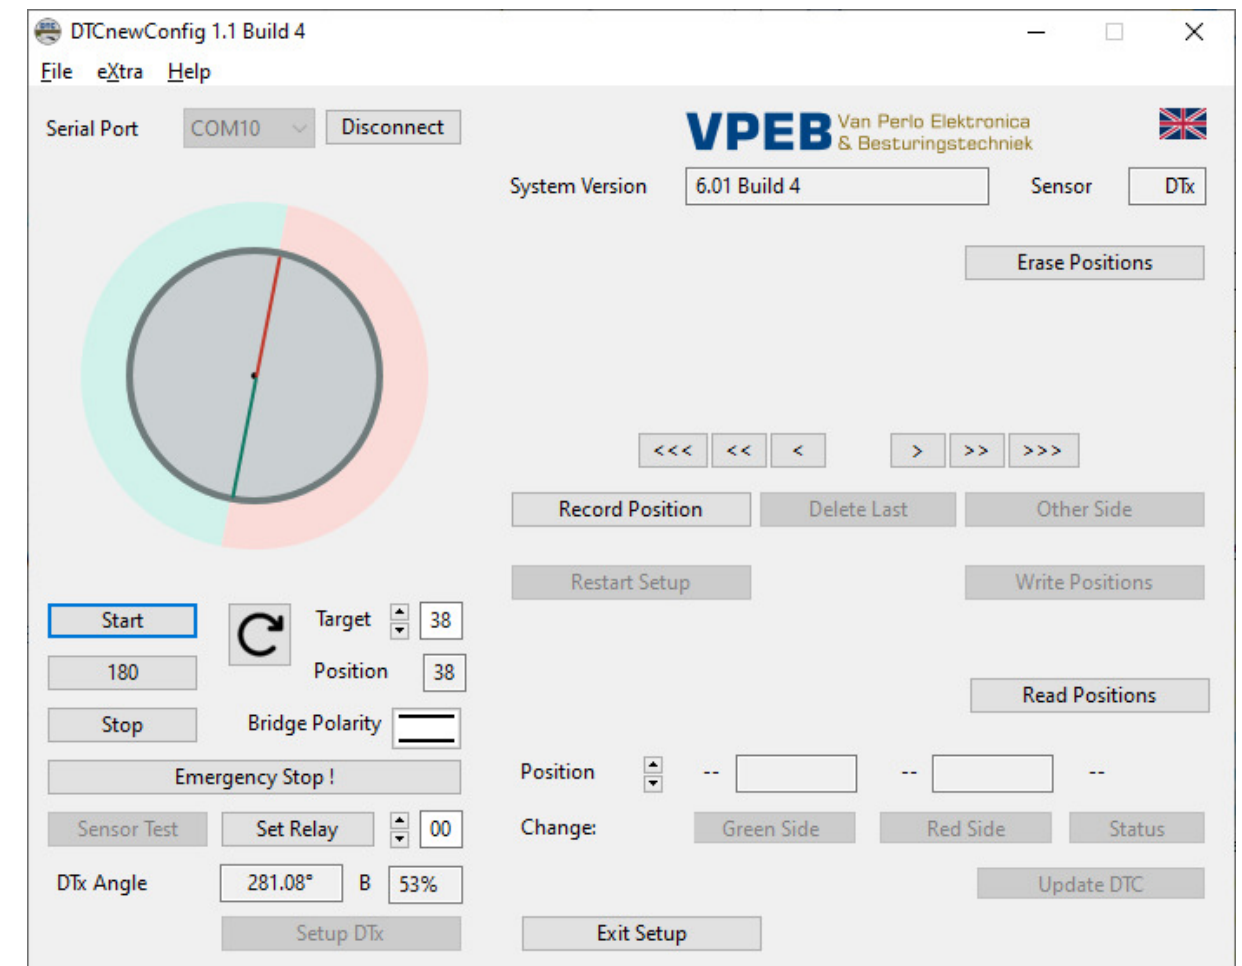 DTCnewConfig 1.1 Build 4
File eXtra Help
Serial Port COM10 Disconnect
VPEB Van Perlo Elektronica
& Besturingstechniek
System Version 6.01 Build 4 Sensor DTx
Erase Positions
<<< << < > >> >>>
Record Position Delete Last Other Side
Restart Setup Write Positions
Start Target 38
180 Position 38
Read Positions
Stop Bridge Polarity
Emergency Stop !
Position -- -- --
Sensor Test Set Relay 00
Change: Green Side Red Side Status
DTx Angle 281.08° B 53%
Update DTC
Setup DTx
Exit Setup